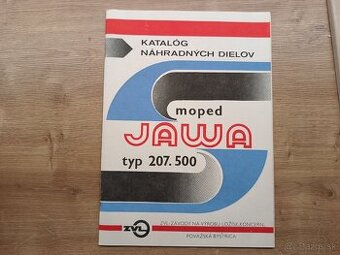 KATALÓG
NÁHRADNÝCH DIELOV
moped
JAWA
typ 207.500
ZVL
ZVL ZÁVODY NA VÝROBU LOŽÍSK, KONCERN
POVAŽSKÁ BYSTRICA